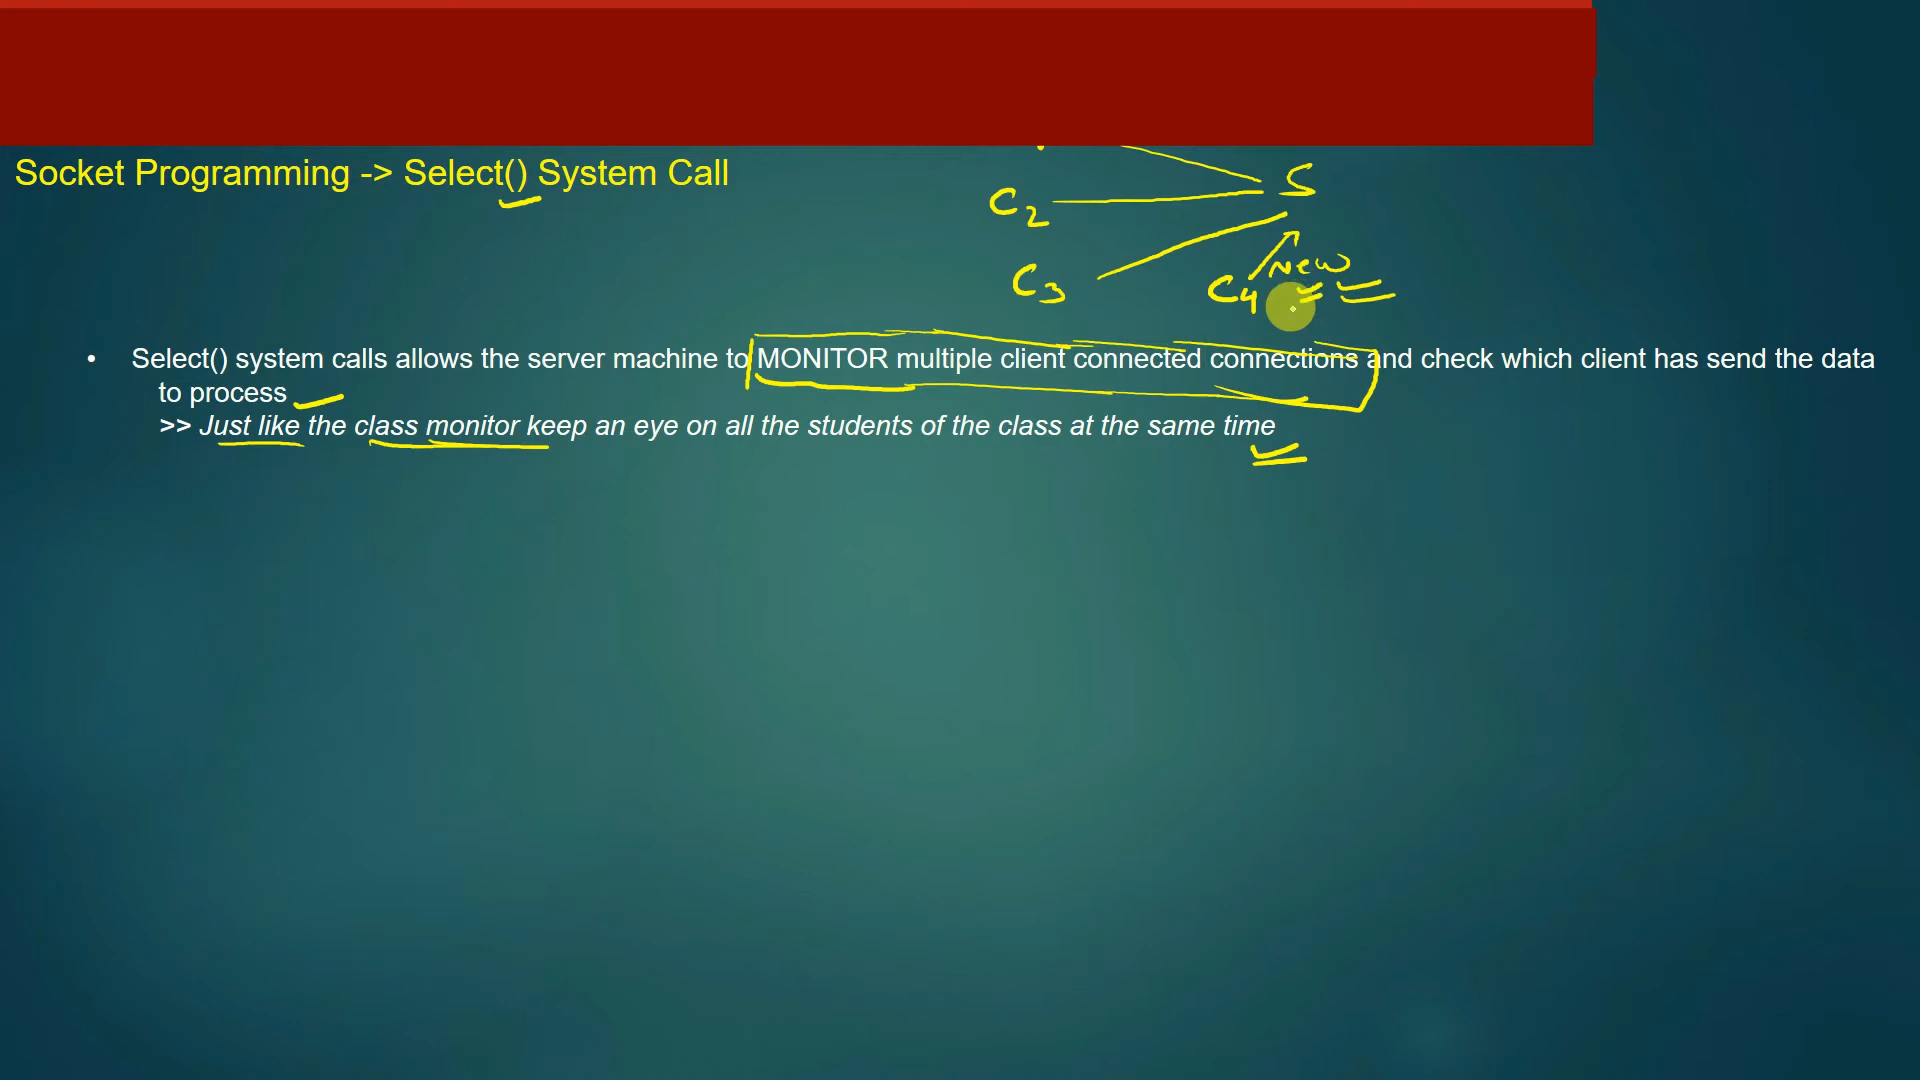 Socket Programming -> Select() System Call
S
C2
New
C3
C4
• Select() system calls allows the server machine to MONITOR multiple client connected connections and check which client has send the data
to process
>> Just like the class monitor keep an eye on all the students of the class at the same time